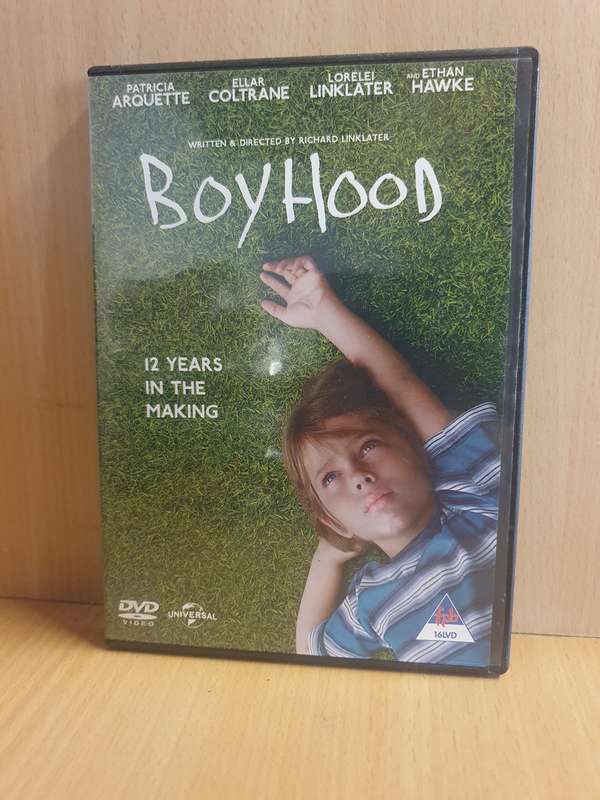 PATRICIA
ARQUETTE
ELLAR
COLTRANE
LORELEI
LINKLATER
AND ETHAN
HAWKE
WRITTEN & DIRECTED BY RICHARD LINKLATER
BOYHOOD
12 YEARS
IN THE
MAKING
DVD
VIDEO
UNIVERSAL
fpb
16LVD